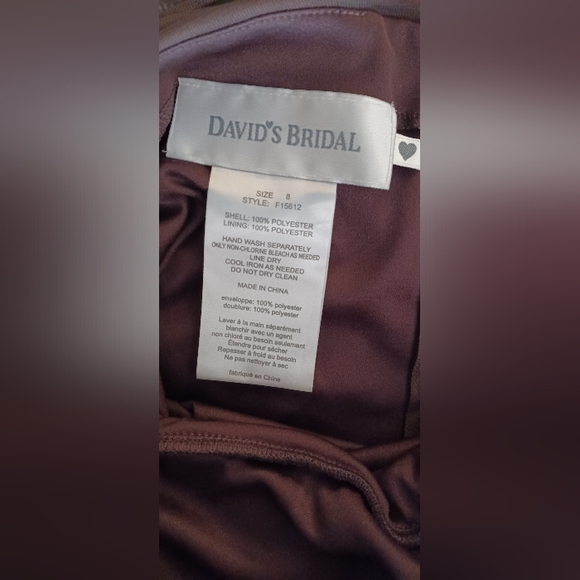 DAVID'S BRIDAL
SIZE 8
STYLE: F15612
SHELL: 100% POLYESTER
LINING: 100% POLYESTER
HAND WASH SEPARATELY
ONLY NON-CHLORINE BLEACH AS NEEDED
LINE DRY
COOL IRON AS NEEDED
DO NOT DRY CLEAN
MADE IN CHINA
enveloppe: 100% polyester
doublure: 100% polyester
Laver à la main séparément
blanchir avec un agent
non chloré au besoin seulement
Étendre pour sécher
Repasser à froid au besoin
Ne pas nettoyer à sec
fabriqué en Chine